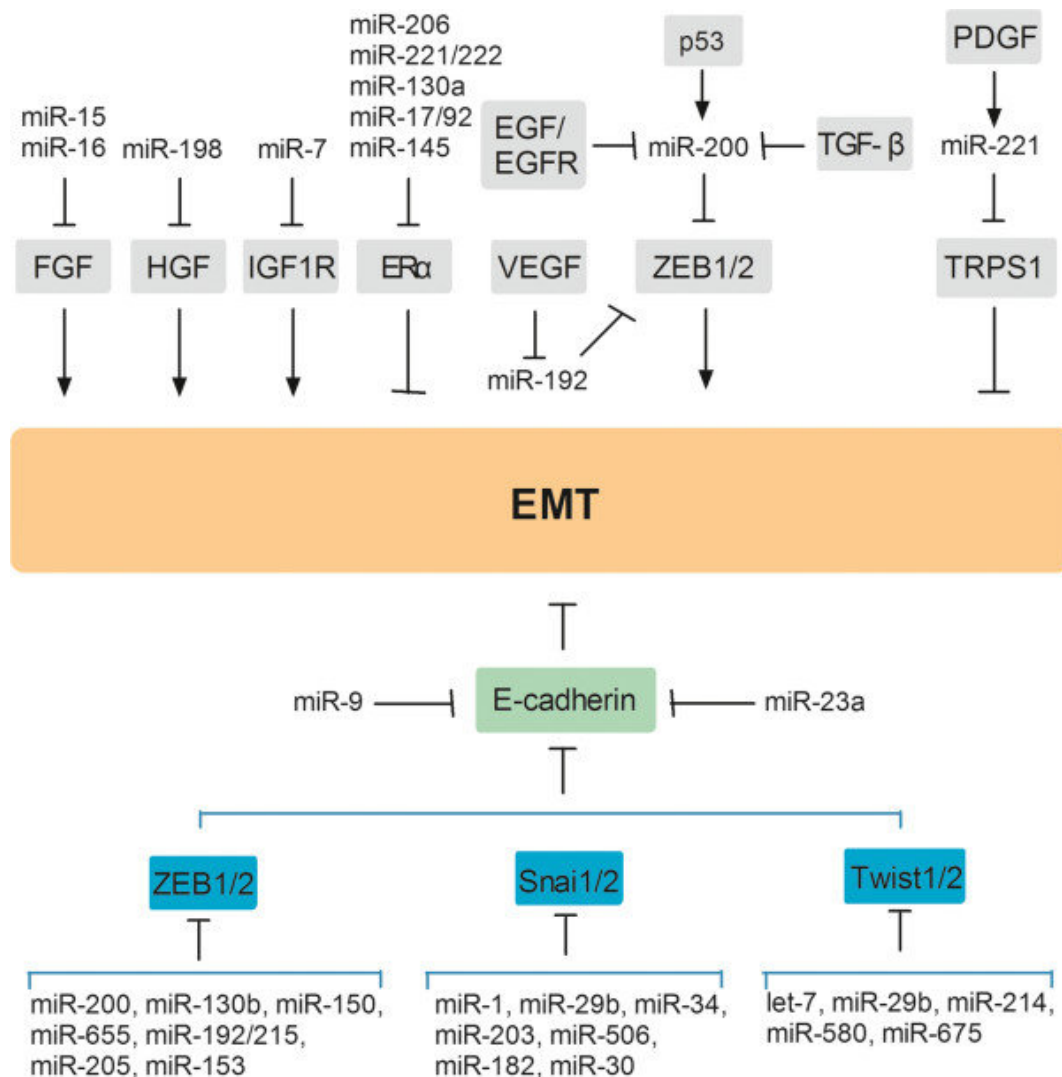 miR-206
miR-221/222
miR-130a
miR-17/92
miR-145
miR-15
miR-16
miR-198
miR-7
p53
PDGF
EGF/
EGFR
miR-200
TGF- β
miR-221
FGF
HGF
IGF1R
ERα
VEGF
ZEB1/2
TRPS1
miR-192
EMT
miR-9
E-cadherin
miR-23a
ZEB1/2
Snai1/2
Twist1/2
miR-200, miR-130b, miR-150,
miR-655, miR-192/215,
miR-205, miR-153
miR-1, miR-29b, miR-34,
miR-203, miR-506,
miR-182, miR-30
let-7, miR-29b, miR-214,
miR-580, miR-675